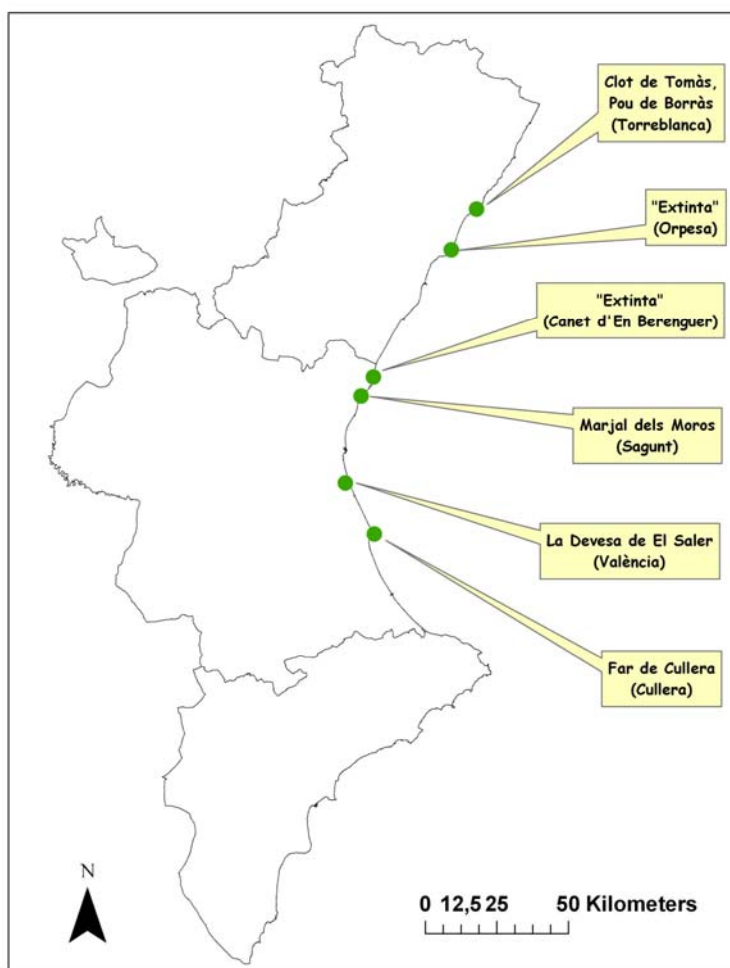 Clot de Tomàs,
Pou de Borràs
(Torreblanca)
"Extinta"
(Orpesa)
"Extinta"
(Canet d'En Berenguer)
Marjal dels Moros
(Sagunt)
La Devesa de El Saler
(València)
Far de Cullera
(Cullera)
N
0 12,5 25 50 Kilometers